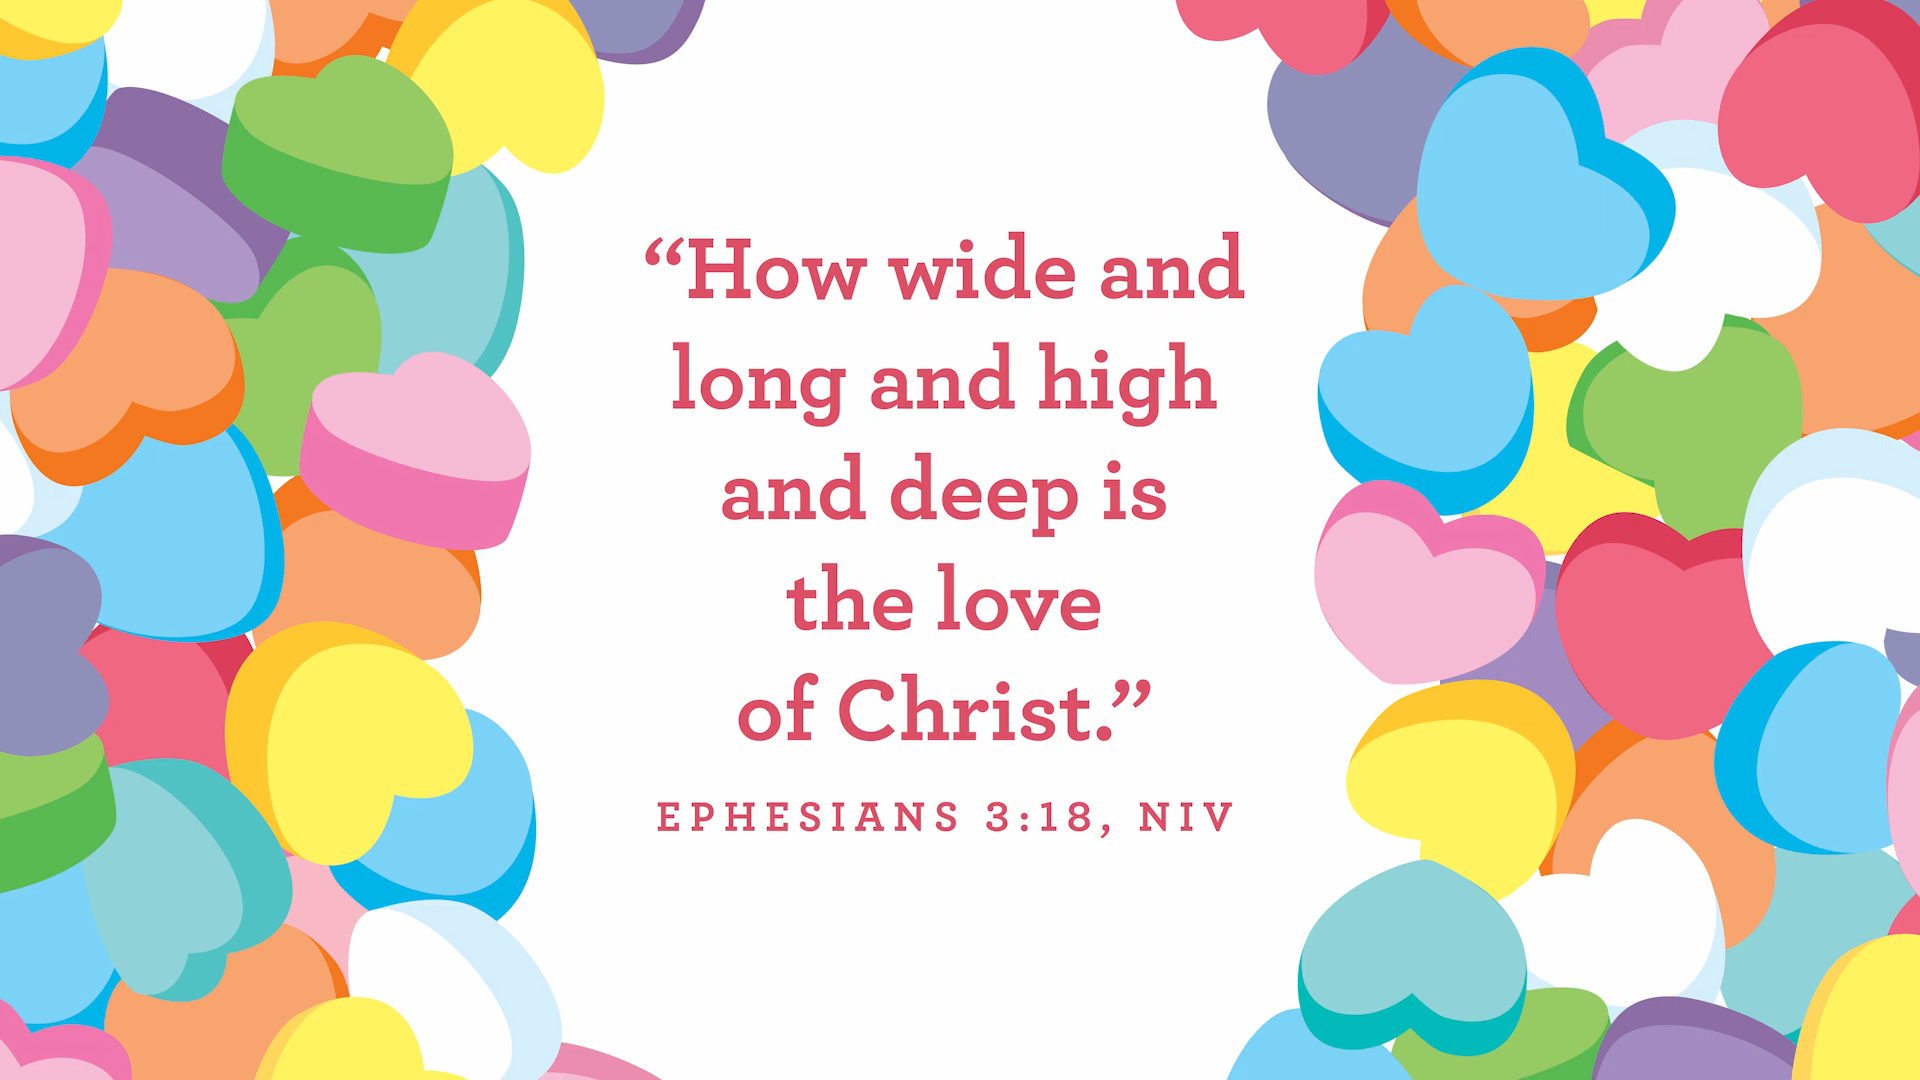 “How wide and
long and high
and deep is
the love
of Christ.”
EPHESIANS 3:18, NIV